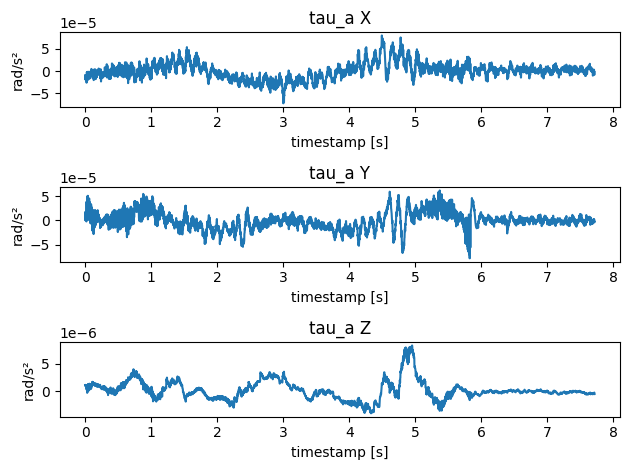 tau_a X
1e−5
rad/s²
5
0
−5
0 1 2 3 4 5 6 7 8
timestamp [s]
tau_a Y
1e−5
rad/s²
5
0
−5
0 1 2 3 4 5 6 7 8
timestamp [s]
tau_a Z
1e−6
rad/s²
5
0
0 1 2 3 4 5 6 7 8
timestamp [s]